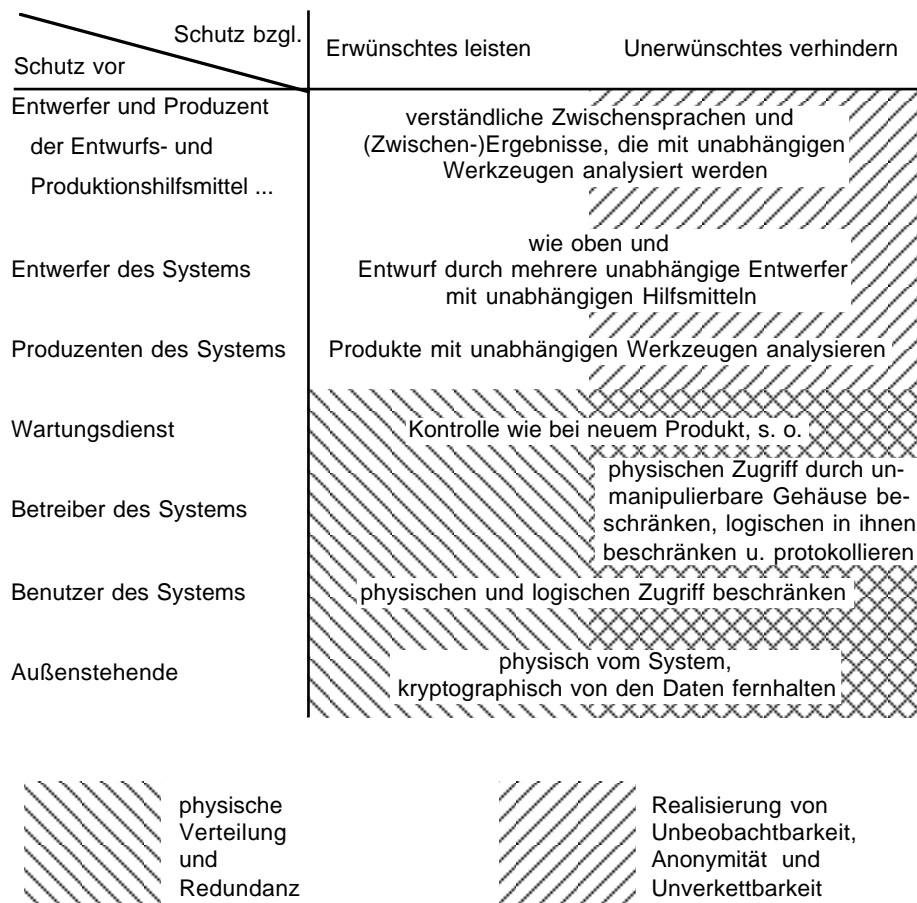 Schutz bzgl.
Schutz vor
Erwünschtes leisten
Unerwünschtes verhindern
Entwerfer und Produzent
der Entwurfs- und
Produktionshilfsmittel ...
verständliche Zwischensprachen und
(Zwischen-)Ergebnisse, die mit unabhängigen
Werkzeugen analysiert werden
Entwerfer des Systems
wie oben und
Entwurf durch mehrere unabhängige Entwerfer
mit unabhängigen Hilfsmitteln
Produzenten des Systems
Produkte mit unabhängigen Werkzeugen analysieren
Wartungsdienst
Kontrolle wie bei neuem Produkt, s. o.
Betreiber des Systems
physischen Zugriff durch un-
manipulierbare Gehäuse be-
schränken, logischen in ihnen
beschränken u. protokollieren
Benutzer des Systems
physischen und logischen Zugriff beschränken
Außenstehende
physisch vom System,
kryptographisch von den Daten fernhalten
physische
Verteilung
und
Redundanz
Realisierung von
Unbeobachtbarkeit,
Anonymität und
Unverkettbarkeit